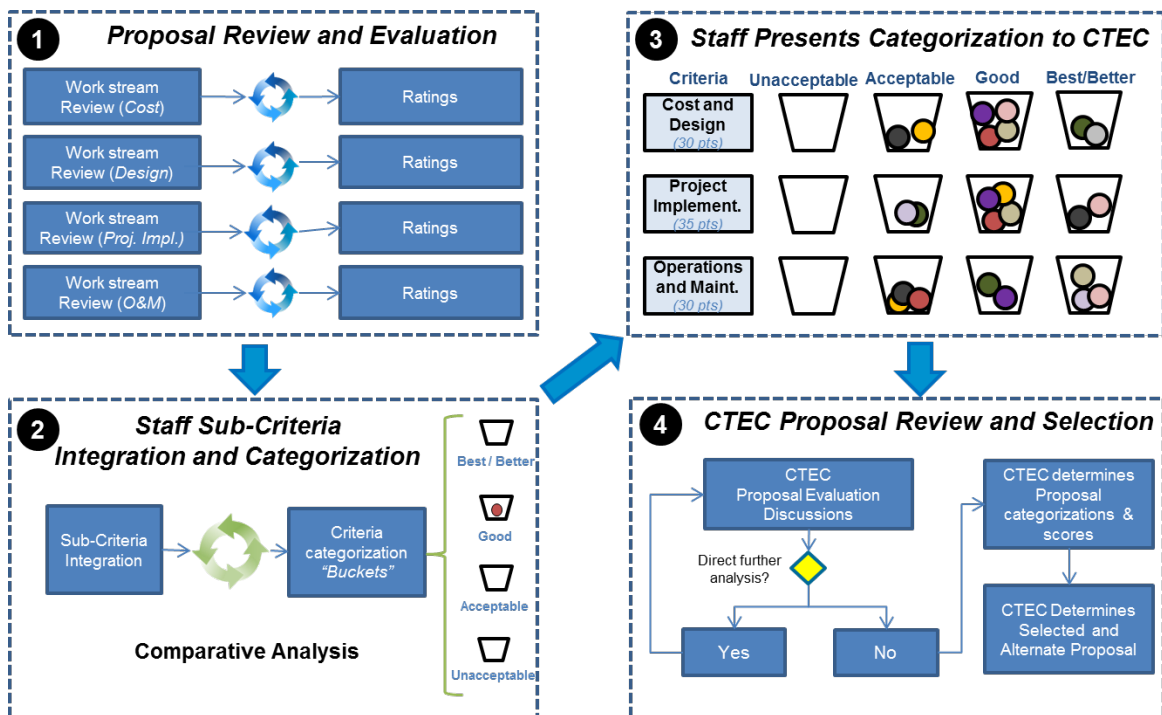 1
Proposal Review and Evaluation
Work stream
Review (Cost)
Ratings
Work stream
Review (Design)
Ratings
Work stream
Review (Proj. Impl.)
Ratings
Work stream
Review (O&M)
Ratings
2
Staff Sub-Criteria
Integration and Categorization
Sub-Criteria
Integration
Criteria
categorization
"Buckets"
Best / Better
Good
Acceptable
Unacceptable
Comparative Analysis
3
Staff Presents Categorization to CTEC
Criteria
Unacceptable
Acceptable
Good
Best/Better
Cost and
Design
(30 pts)
Project
Implement.
(35 pts)
Operations
and Maint.
(30 pts)
4
CTEC Proposal Review and Selection
CTEC
Proposal Evaluation
Discussions
Direct further
analysis?
Yes
No
CTEC determines
Proposal
categorizations &
scores
CTEC Determines
Selected and
Alternate Proposal